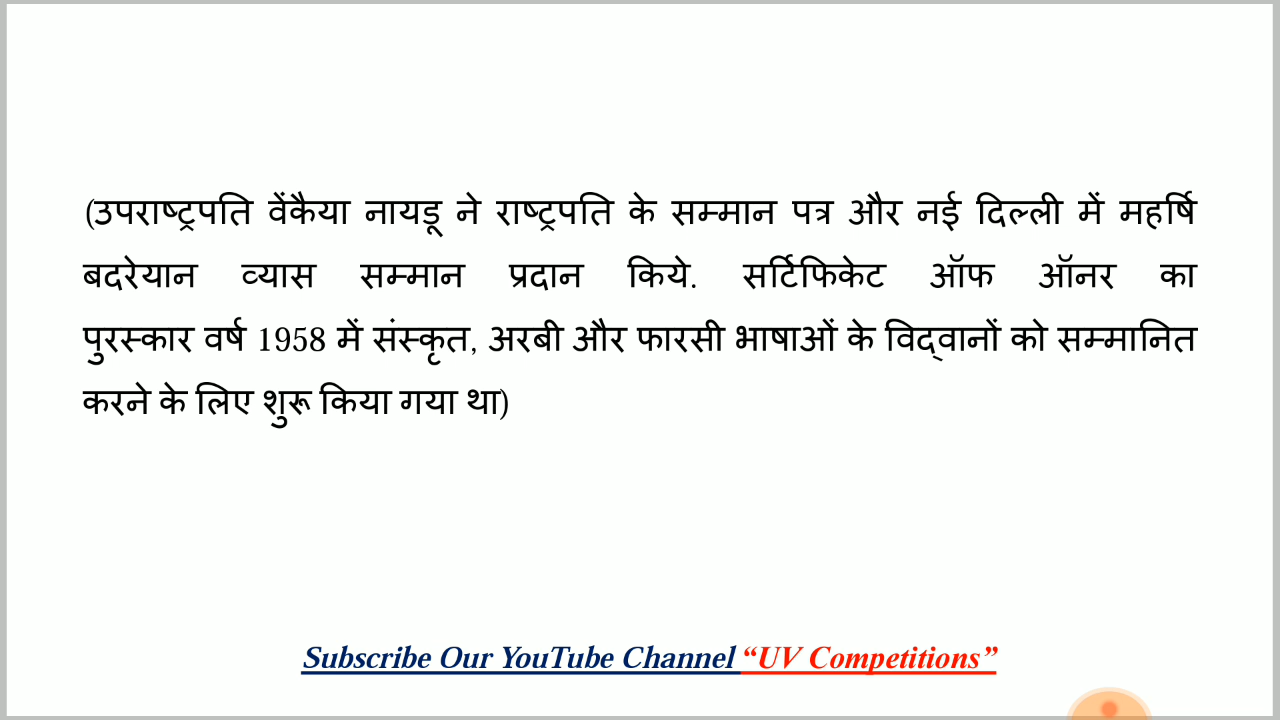 (उपराष्ट्रपति वेंकैया नायडू ने राष्ट्रपति के सम्मान पत्र और नई दिल्ली में महर्षि
बदरेयान व्यास सम्मान प्रदान किये. सर्टिफिकेट ऑफ ऑनर का
पुरस्कार वर्ष 1958 में संस्कृत, अरबी और फारसी भाषाओं के विद्वानों को सम्मानित
करने के लिए शुरू किया गया था)
Subscribe Our YouTube Channel “UV Competitions”